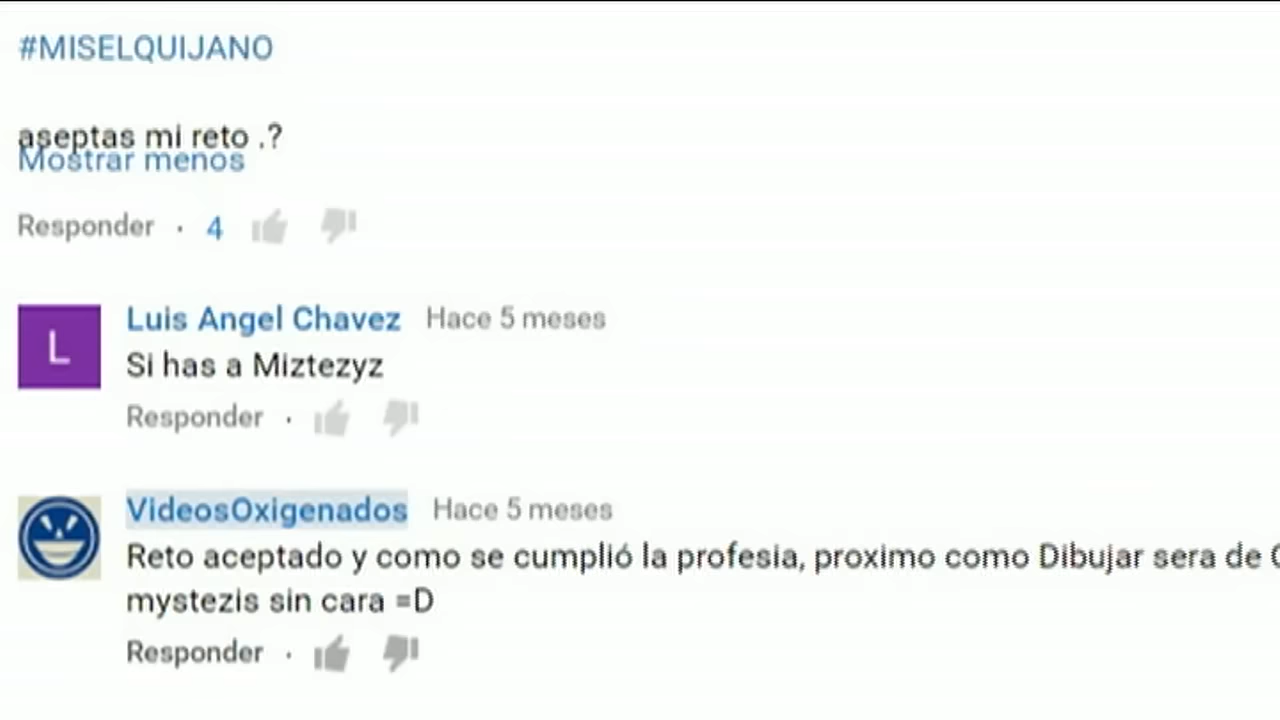 #MISELQUIJANO
aseptas mi reto .?
Mostrar menos
Responder · 4
L
Luis Angel Chavez Hace 5 meses
Si has a Miztezyz
Responder ·
VideosOxigenados Hace 5 meses
Reto aceptado y como se cumplió la profesia, proximo como Dibujar sera de
mystezis sin cara =D
Responder ·